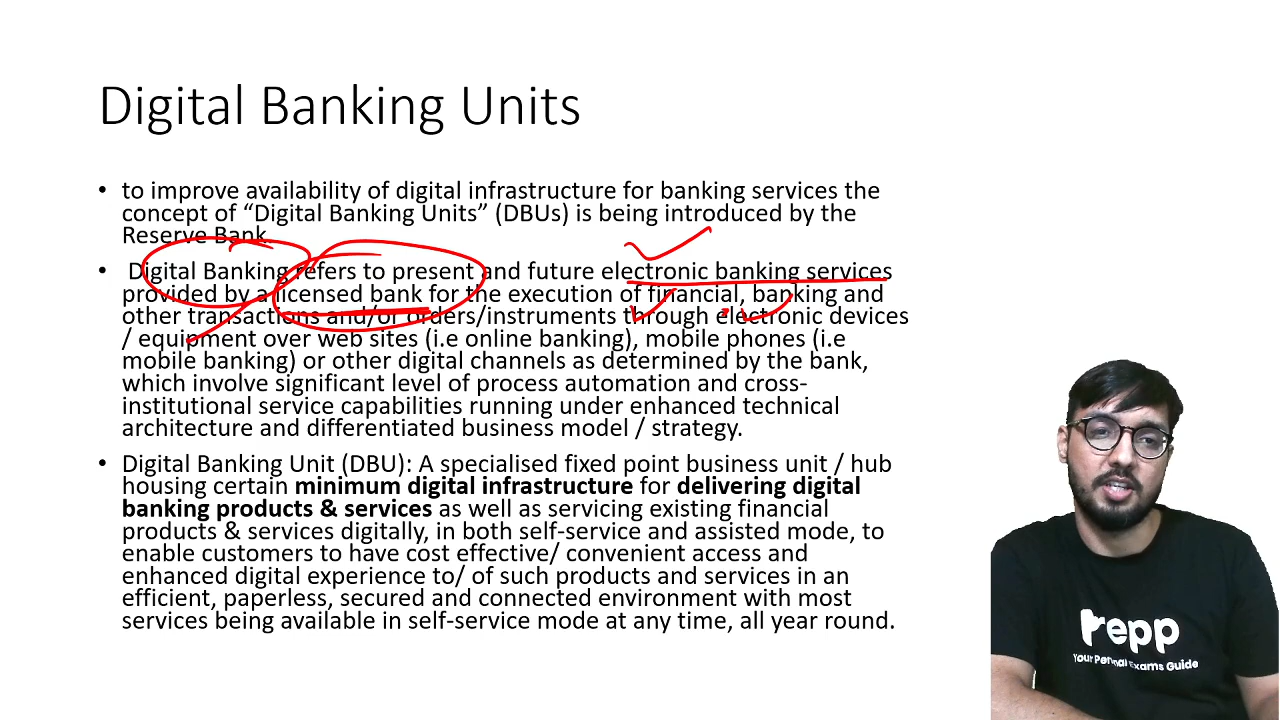 Digital Banking Units
• to improve availability of digital infrastructure for banking services the
concept of “Digital Banking Units” (DBUs) is being introduced by the
Reserve Bank.
• Digital Banking refers to present and future electronic banking services
provided by a licensed bank for the execution of financial, banking and
other transactions and/or orders/instruments through electronic devices
/ equipment over web sites (i.e online banking), mobile phones (i.e
mobile banking) or other digital channels as determined by the bank,
which involve significant level of process automation and cross-
institutional service capabilities running under enhanced technical
architecture and differentiated business model / strategy.
• Digital Banking Unit (DBU): A specialised fixed point business unit / hub
housing certain minimum digital infrastructure for delivering digital
banking products & services as well as servicing existing financial
products & services digitally, in both self-service and assisted mode, to
enable customers to have cost effective/ convenient access and
enhanced digital experience to/ of such products and services in an
efficient, paperless, secured and connected environment with most
services being available in self-service mode at any time, all year round.
Prepp
Your Personal Exams Guide